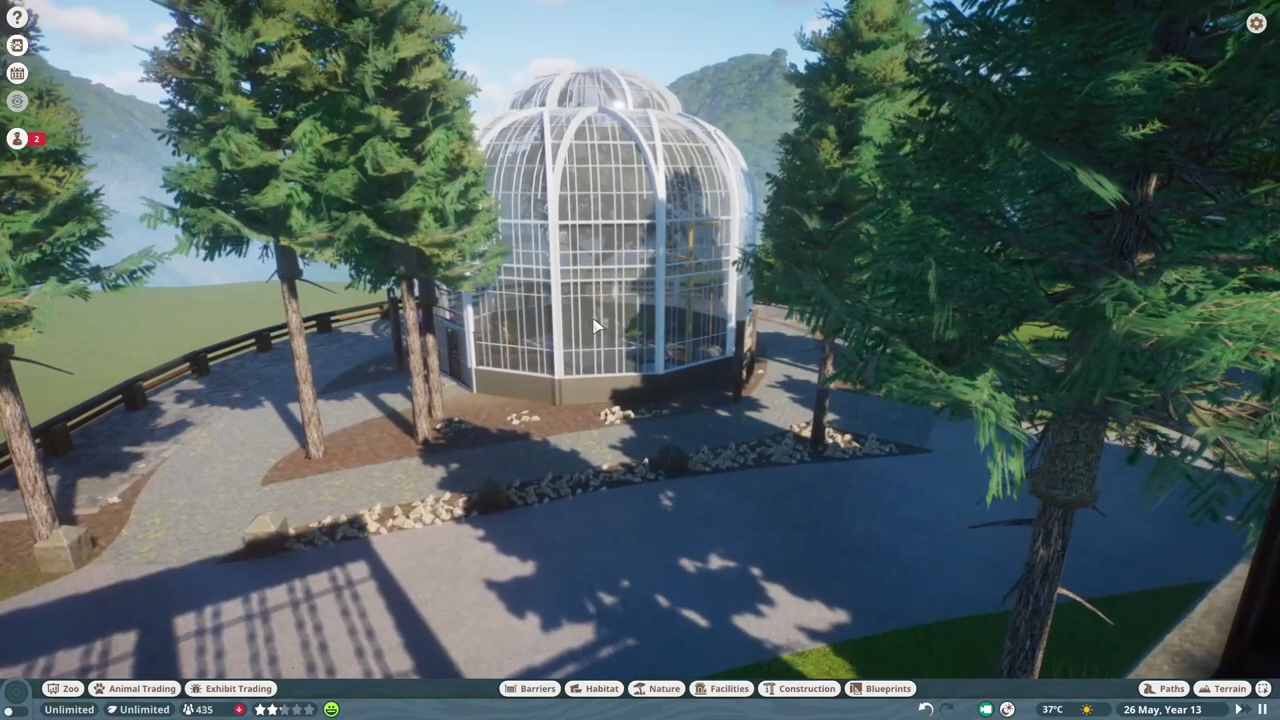 2
Zoo
Animal Trading
Exhibit Trading
Barriers
Habitat
Nature
Facilities
Construction
Blueprints
Paths
Terrain
Unlimited
Unlimited
435
37°C
26 May, Year 13